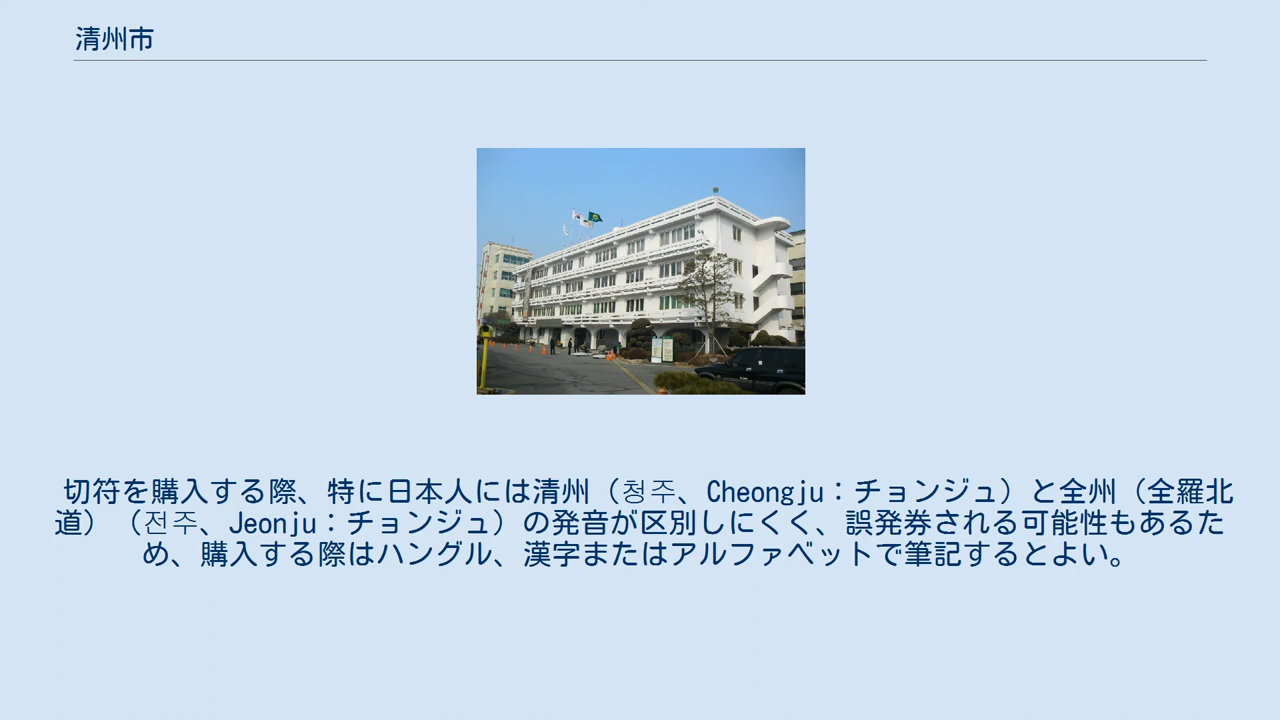 清州市
切符を購入する際、特に日本人には清州（청주、Cheongju：チョンジュ）と全州（全羅北
道）（전주、Jeonju：チョンジュ）の発音が区別しにくく、誤発券される可能性もあるた
め、購入する際はハングル、漢字またはアルファベットで筆記するとよい。